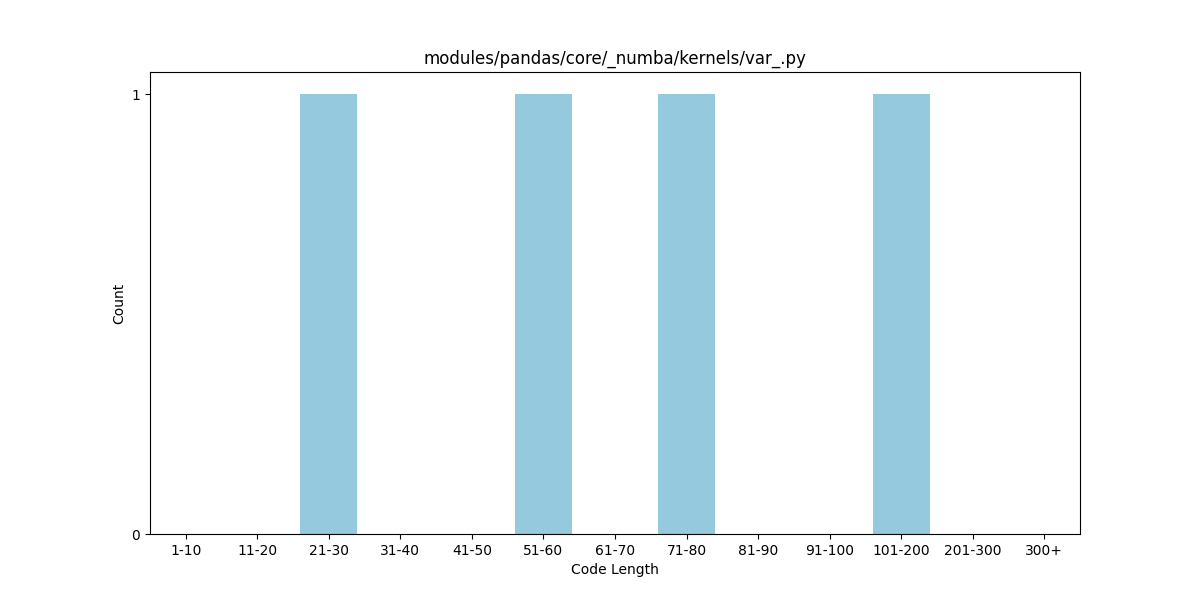 modules/pandas/core/_numba/kernels/var_.py
1
Count
0
1-10 11-20 21-30 31-40 41-50 51-60 61-70 71-80 81-90 91-100 101-200 201-300 300+
Code Length